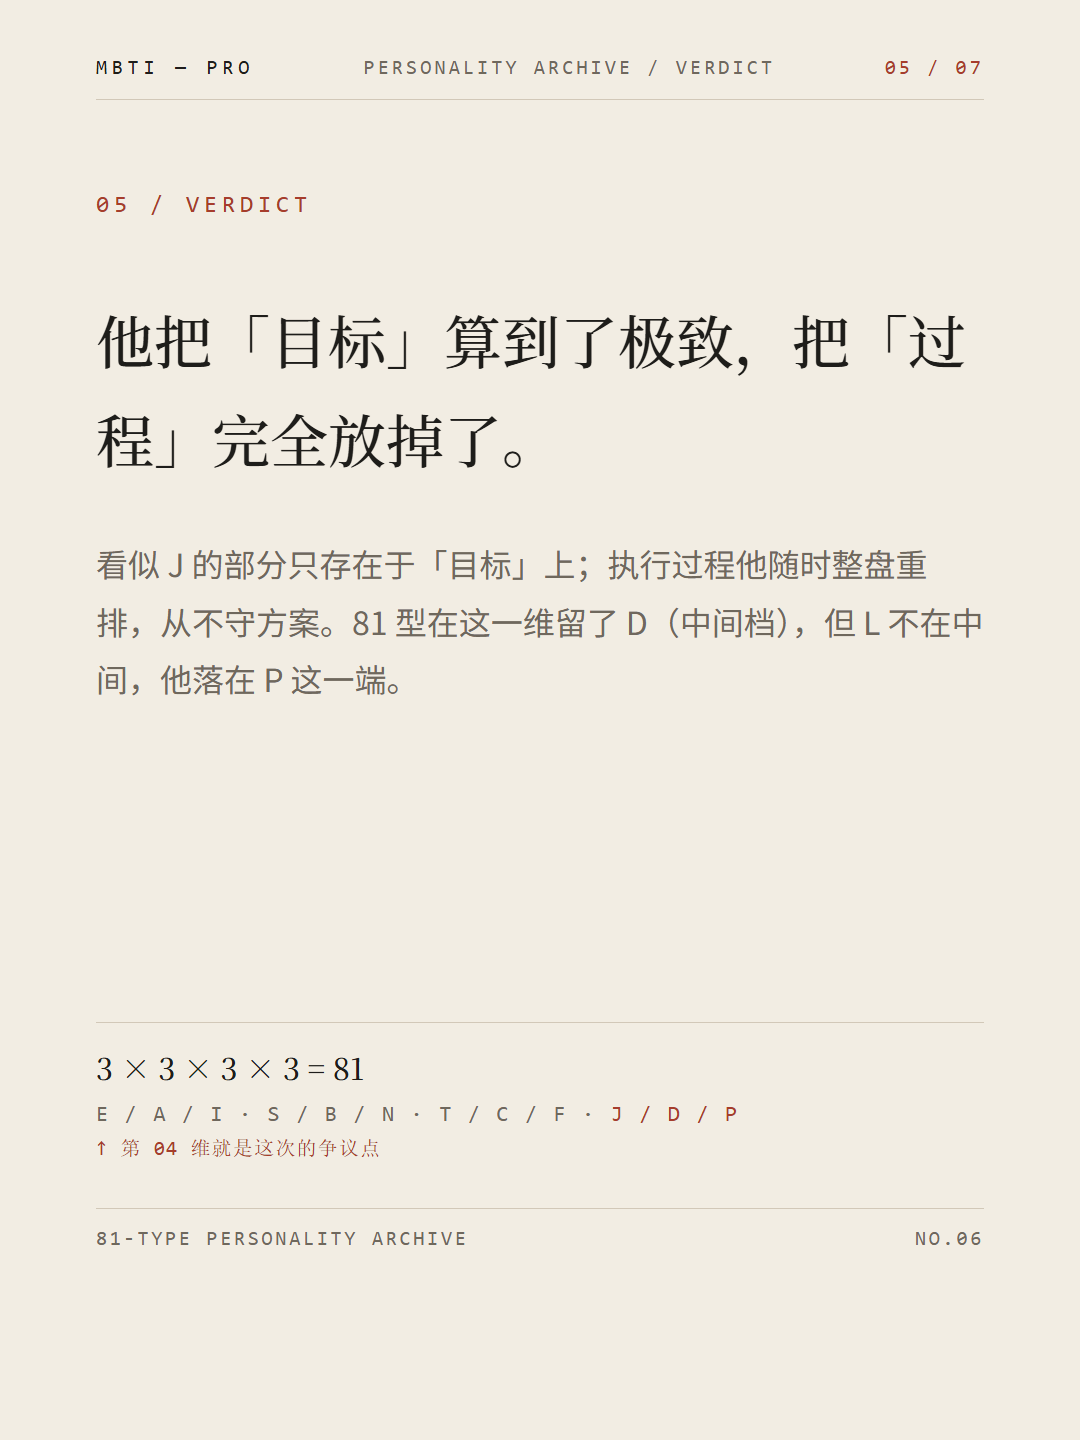 MBTI — PRO
PERSONALITY ARCHIVE / VERDICT
05 / 07
05 / VERDICT
他把「目标」算到了极致，把「过
程」完全放掉了。
看似 J 的部分只存在于「目标」上；执行过程他随时整盘重
排，从不守方案。81 型在这一维留了 D（中间档），但 L 不在中
间，他落在 P 这一端。
3 × 3 × 3 × 3 = 81
E / A / I · S / B / N · T / C / F · J / D / P
↑ 第 04 维就是这次的争议点
81-TYPE PERSONALITY ARCHIVE
NO.06